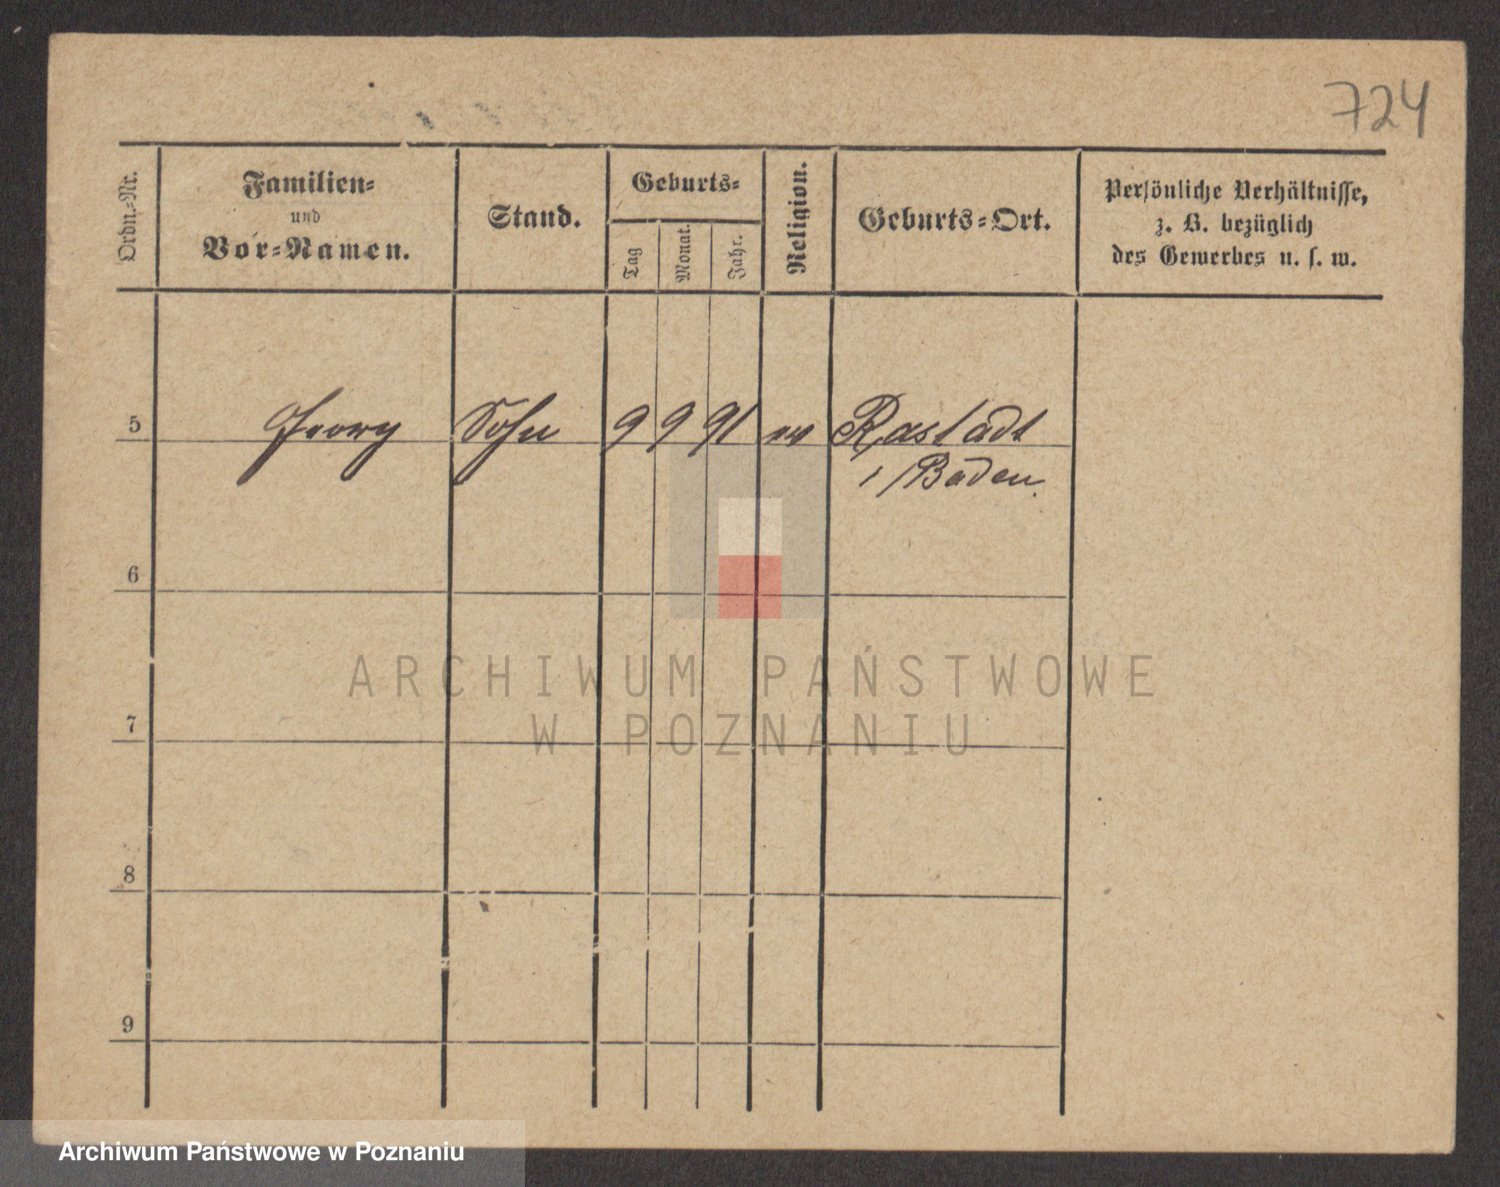 724
Ordn.-Nr.
Familien-
und
Vor-Namen.
Stand.
Geburts-
Tag
Monat.
Jahr.
Religion.
Geburts-Ort.
Persönliche Verhältnisse,
z. B. bezüglich
des Gewerbes u. s. w.
5 Georg Sohn 9 9 91 ev Rastadt
i/Baden.
6
ARCHIWUM PAŃSTWOWE
W POZNANIU
7
8
9
Archiwum Państwowe w Poznaniu